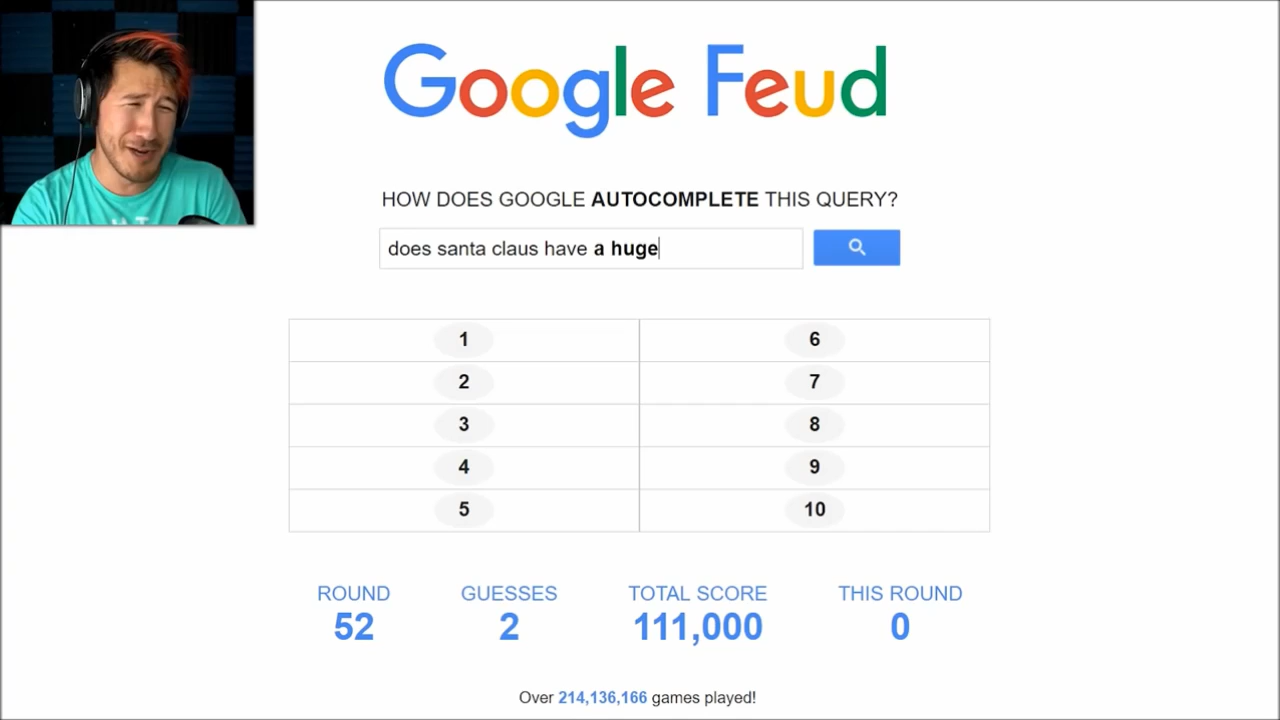 Google Feud
HOW DOES GOOGLE AUTOCOMPLETE THIS QUERY?
does santa claus have a huge
1 6
2 7
3 8
4 9
5 10
ROUND GUESSES TOTAL SCORE THIS ROUND
52 2 111,000 0
Over 214,136,166 games played!